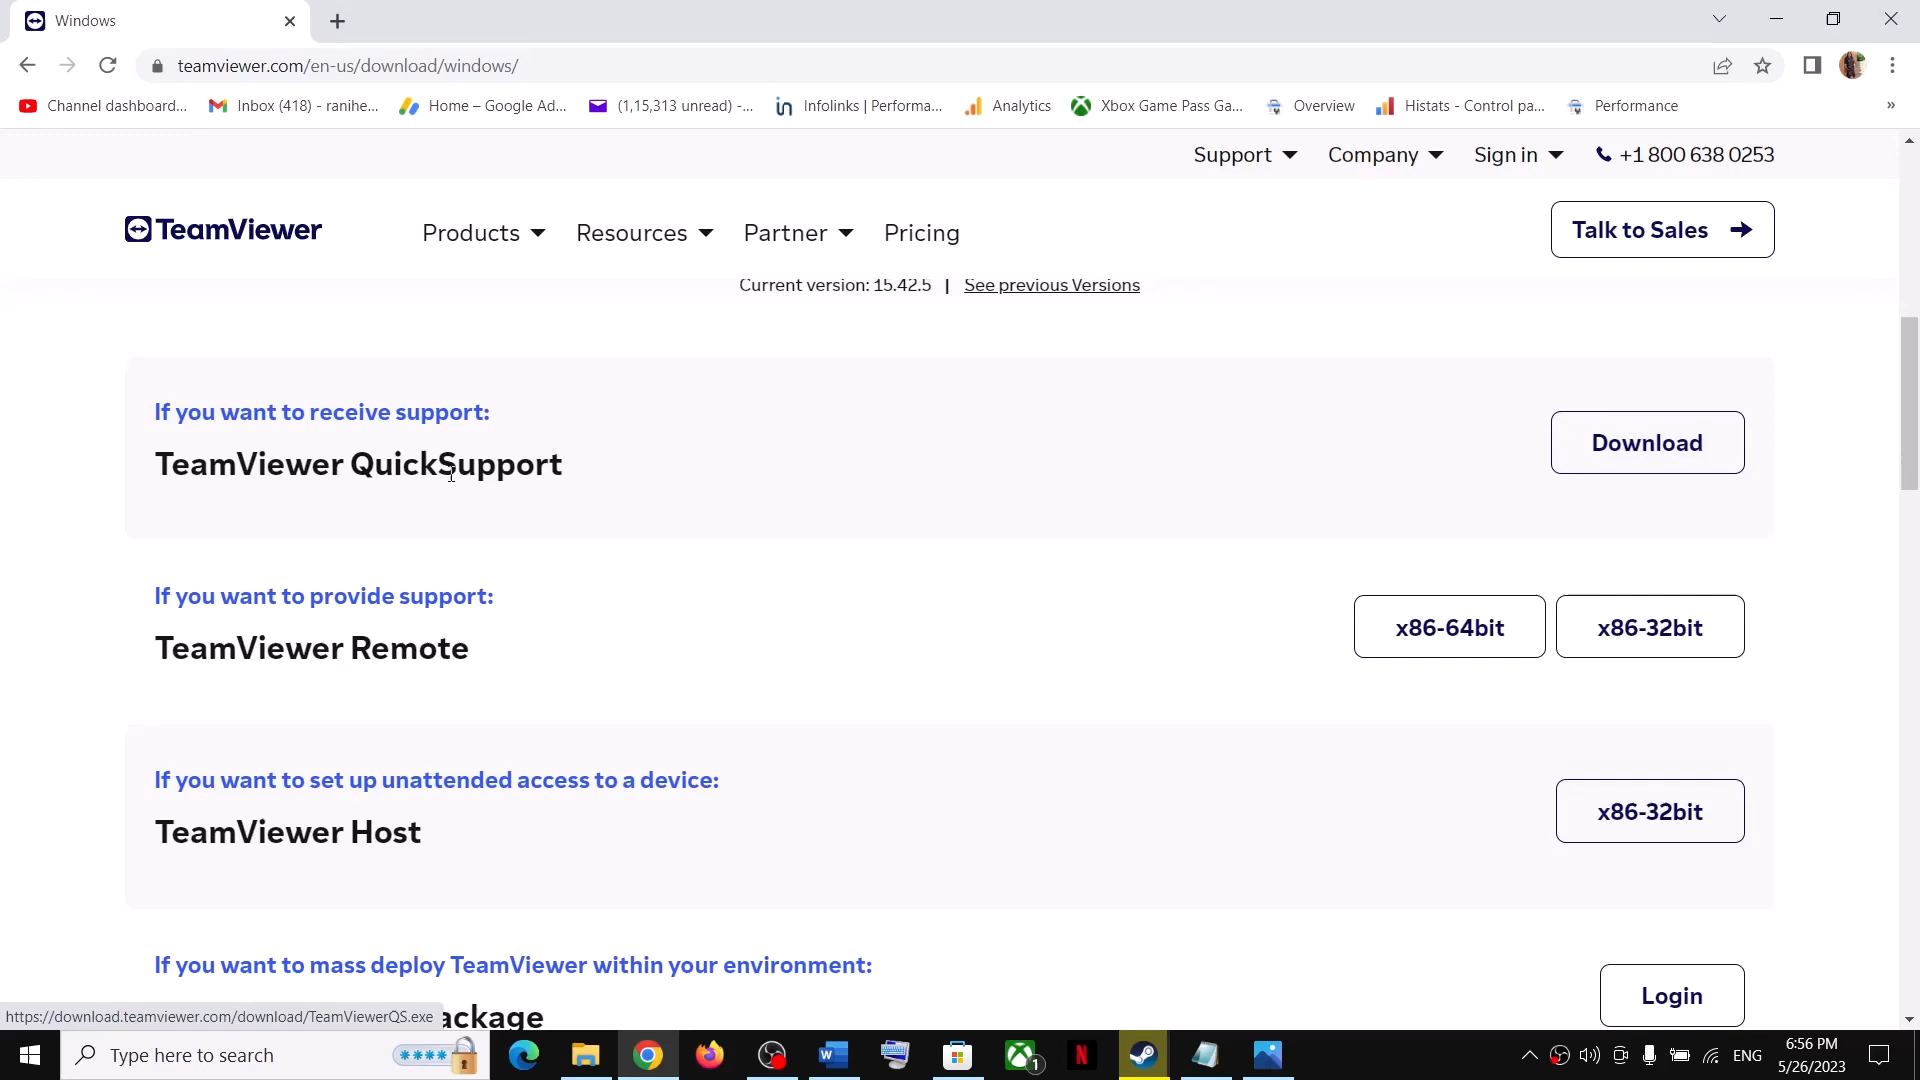 Windows
teamviewer.com/en-us/download/windows/
Channel dashboard...
Inbox (418) - ranihe...
Home – Google Ad...
(1,15,313 unread) -...
Infolinks | Performa...
Analytics
Xbox Game Pass Ga...
Overview
Histats - Control pa...
Performance
»
Support
Company
Sign in
+1 800 638 0253
TeamViewer
Products
Resources
Partner
Pricing
Talk to Sales
Current version: 15.42.5 | See previous Versions
If you want to receive support:
TeamViewer QuickSupport
Download
If you want to provide support:
TeamViewer Remote
x86-64bit
x86-32bit
If you want to set up unattended access to a device:
TeamViewer Host
x86-32bit
If you want to mass deploy TeamViewer within your environment:
ackage
Login
https://download.teamviewer.com/download/TeamViewerQS.exe
Type here to search
****
W
1
N
ENG
6:56 PM
5/26/2023